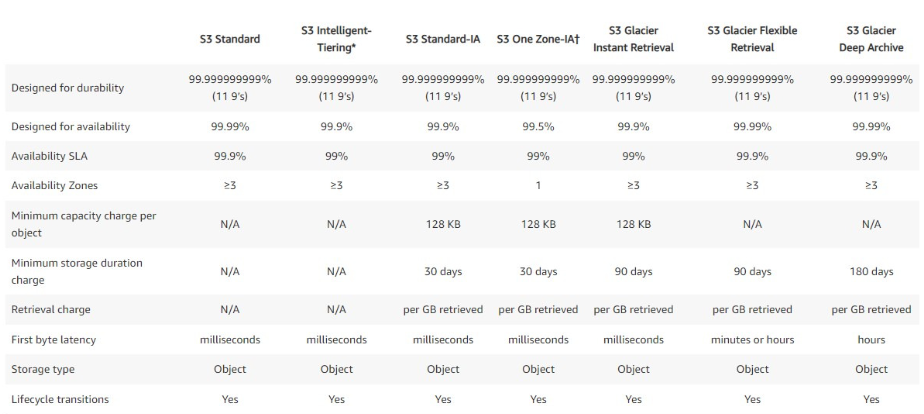 S3 Standard S3 Intelligent-Tiering* S3 Standard-IA S3 One Zone-IA† S3 Glacier Instant Retrieval S3 Glacier Flexible Retrieval S3 Glacier Deep Archive
Designed for durability 99.999999999% (11 9's) 99.999999999% (11 9's) 99.999999999% (11 9's) 99.999999999% (11 9's) 99.999999999% (11 9's) 99.999999999% (11 9's) 99.999999999% (11 9's)
Designed for availability 99.99% 99.9% 99.9% 99.5% 99.9% 99.99% 99.99%
Availability SLA 99.9% 99% 99% 99% 99% 99.9% 99.9%
Availability Zones ≥3 ≥3 ≥3 1 ≥3 ≥3 ≥3
Minimum capacity charge per object N/A N/A 128 KB 128 KB 128 KB N/A N/A
Minimum storage duration charge N/A N/A 30 days 30 days 90 days 90 days 180 days
Retrieval charge N/A N/A per GB retrieved per GB retrieved per GB retrieved per GB retrieved per GB retrieved
First byte latency milliseconds milliseconds milliseconds milliseconds milliseconds minutes or hours hours
Storage type Object Object Object Object Object Object Object
Lifecycle transitions Yes Yes Yes Yes Yes Yes Yes